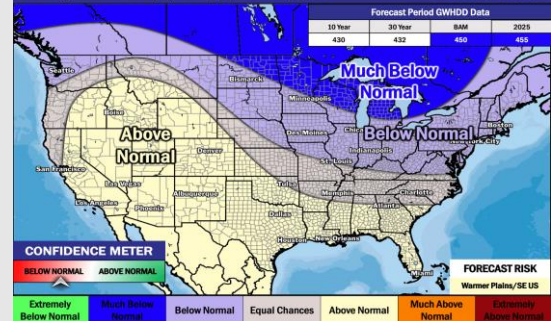 Forecast Period GWHDD Data
10 Year 30 Year BAM 2025
430 432 450 455
Seattle
Bismarck
Much Below
Normal
Minneapolis
Boise
Above
Normal
Des Moines
Below Normal
Boston
New York City
Indianapolis
Denver
St. Louis
San Francisco
Las Vegas
Tulsa
Charlotte
Memphis
Los Angeles
Albuquerque
Phoenix
Atlanta
Dallas
Houston
New Orleans
Miami
CONFIDENCE METER
BELOW NORMAL ABOVE NORMAL
FORECAST RISK
Warmer Plains/SE US
Extremely
Below Normal
Much Below
Normal
Below Normal
Equal Chances
Above Normal
Much Above
Normal
Extremely
Above Normal